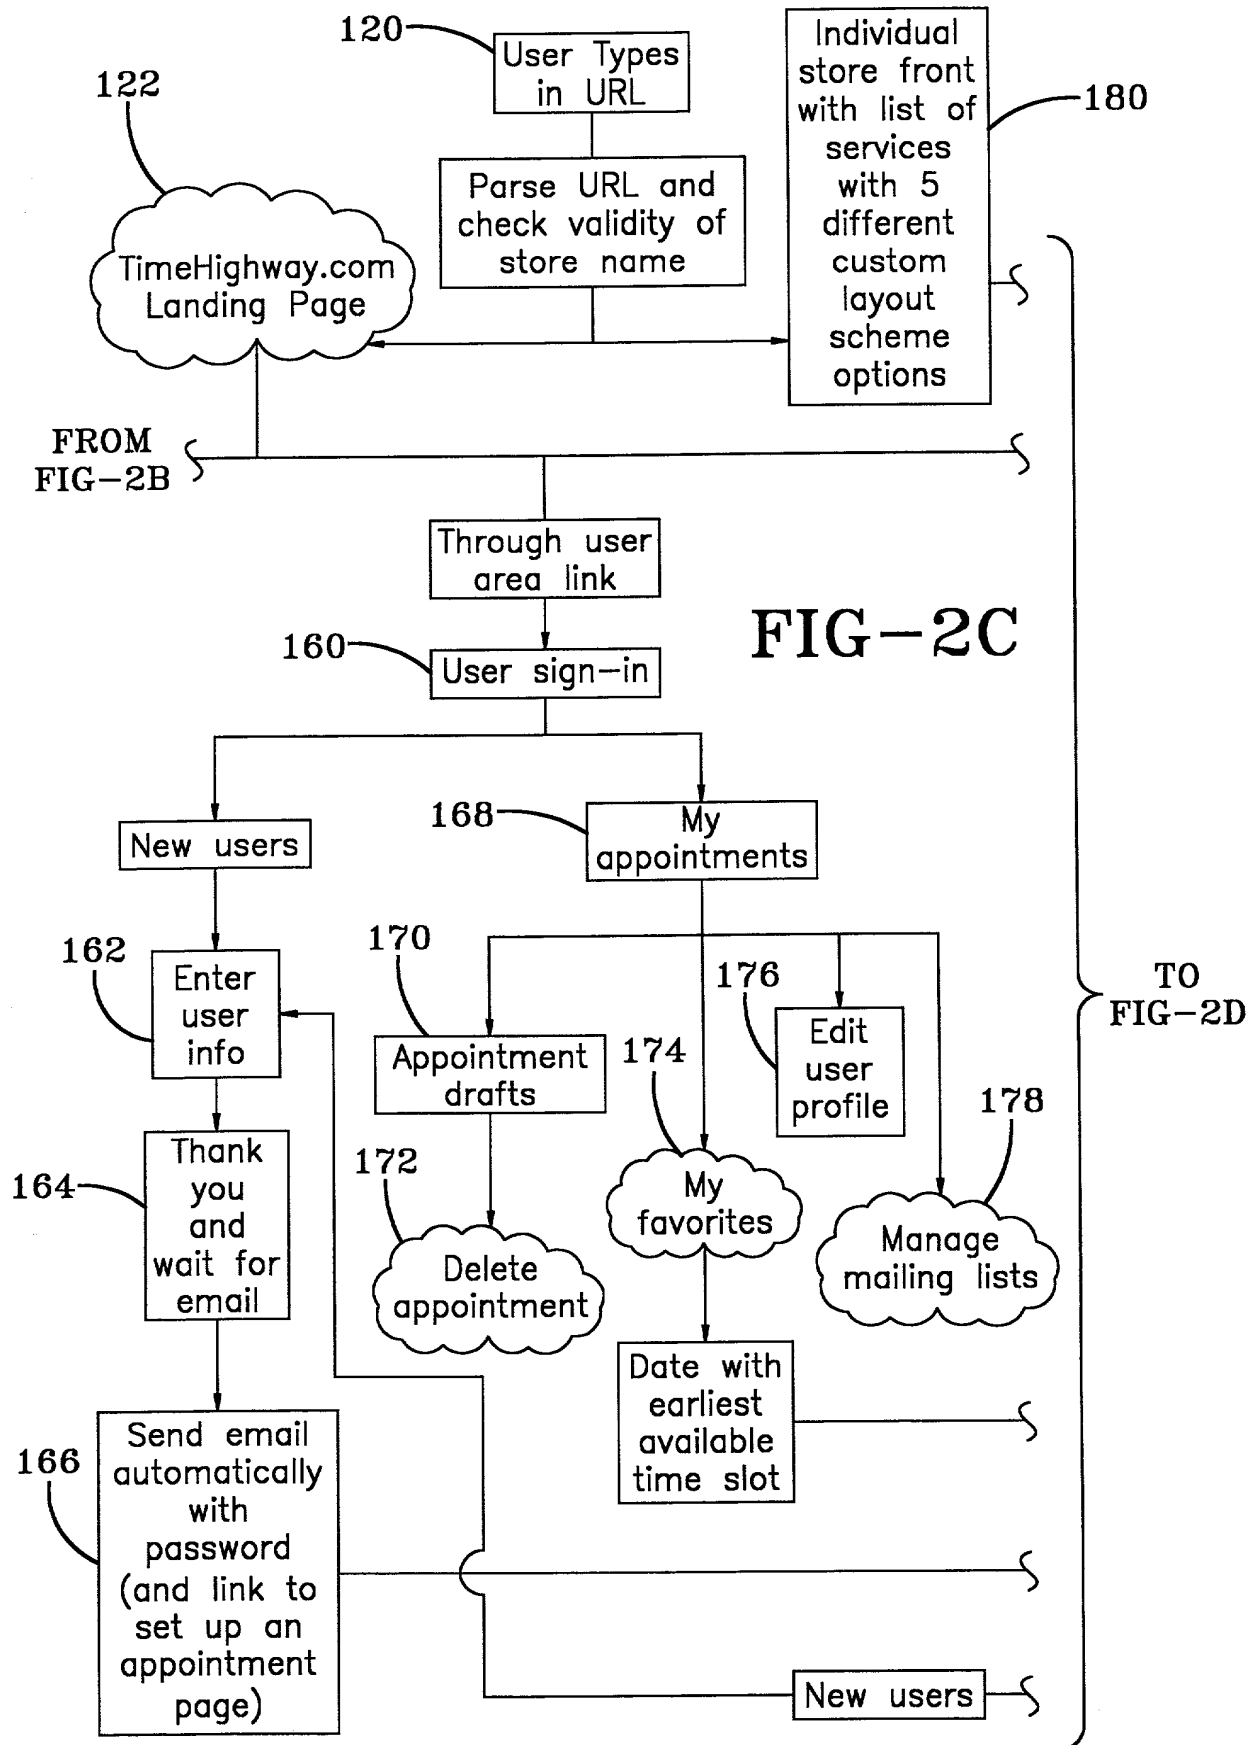 120
User Types
in URL
Individual
store front
with list of
services
with 5
different
custom
layout
scheme
options
180
122
Parse URL and
check validity of
store name
TimeHighway.com
Landing Page
FROM
FIG-2B
Through user
area link
FIG-2C
160
User sign-in
168
My
appointments
New users
162
Enter
user
info
170
Appointment
drafts
174
176
Edit
user
profile
TO
FIG-2D
178
164
Thank
you
and
wait for
email
172
Delete
appointment
My
favorites
Manage
mailing lists
Date with
earliest
available
time slot
166
Send email
automatically
with
password
(and link to
set up an
appointment
page)
New users